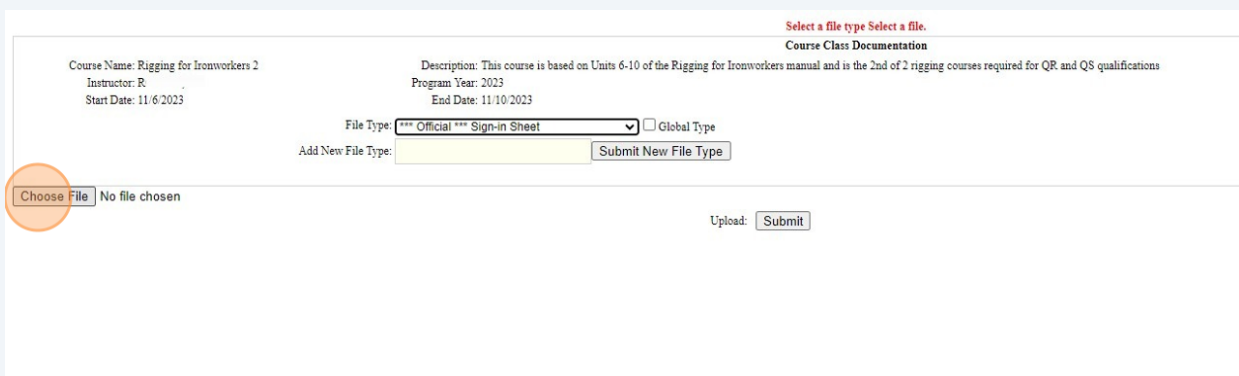 Select a file type Select a file.
Course Class Documentation
Course Name: Rigging for Ironworkers 2 Description: This course is based on Units 6-10 of the Rigging for Ironworkers manual and is the 2nd of 2 rigging courses required for QR and QS qualifications
Instructor: R Program Year: 2023
Start Date: 11/6/2023 End Date: 11/10/2023
File Type: *** Official *** Sign-in Sheet Global Type
Add New File Type: Submit New File Type
Choose File No file chosen
Upload: Submit